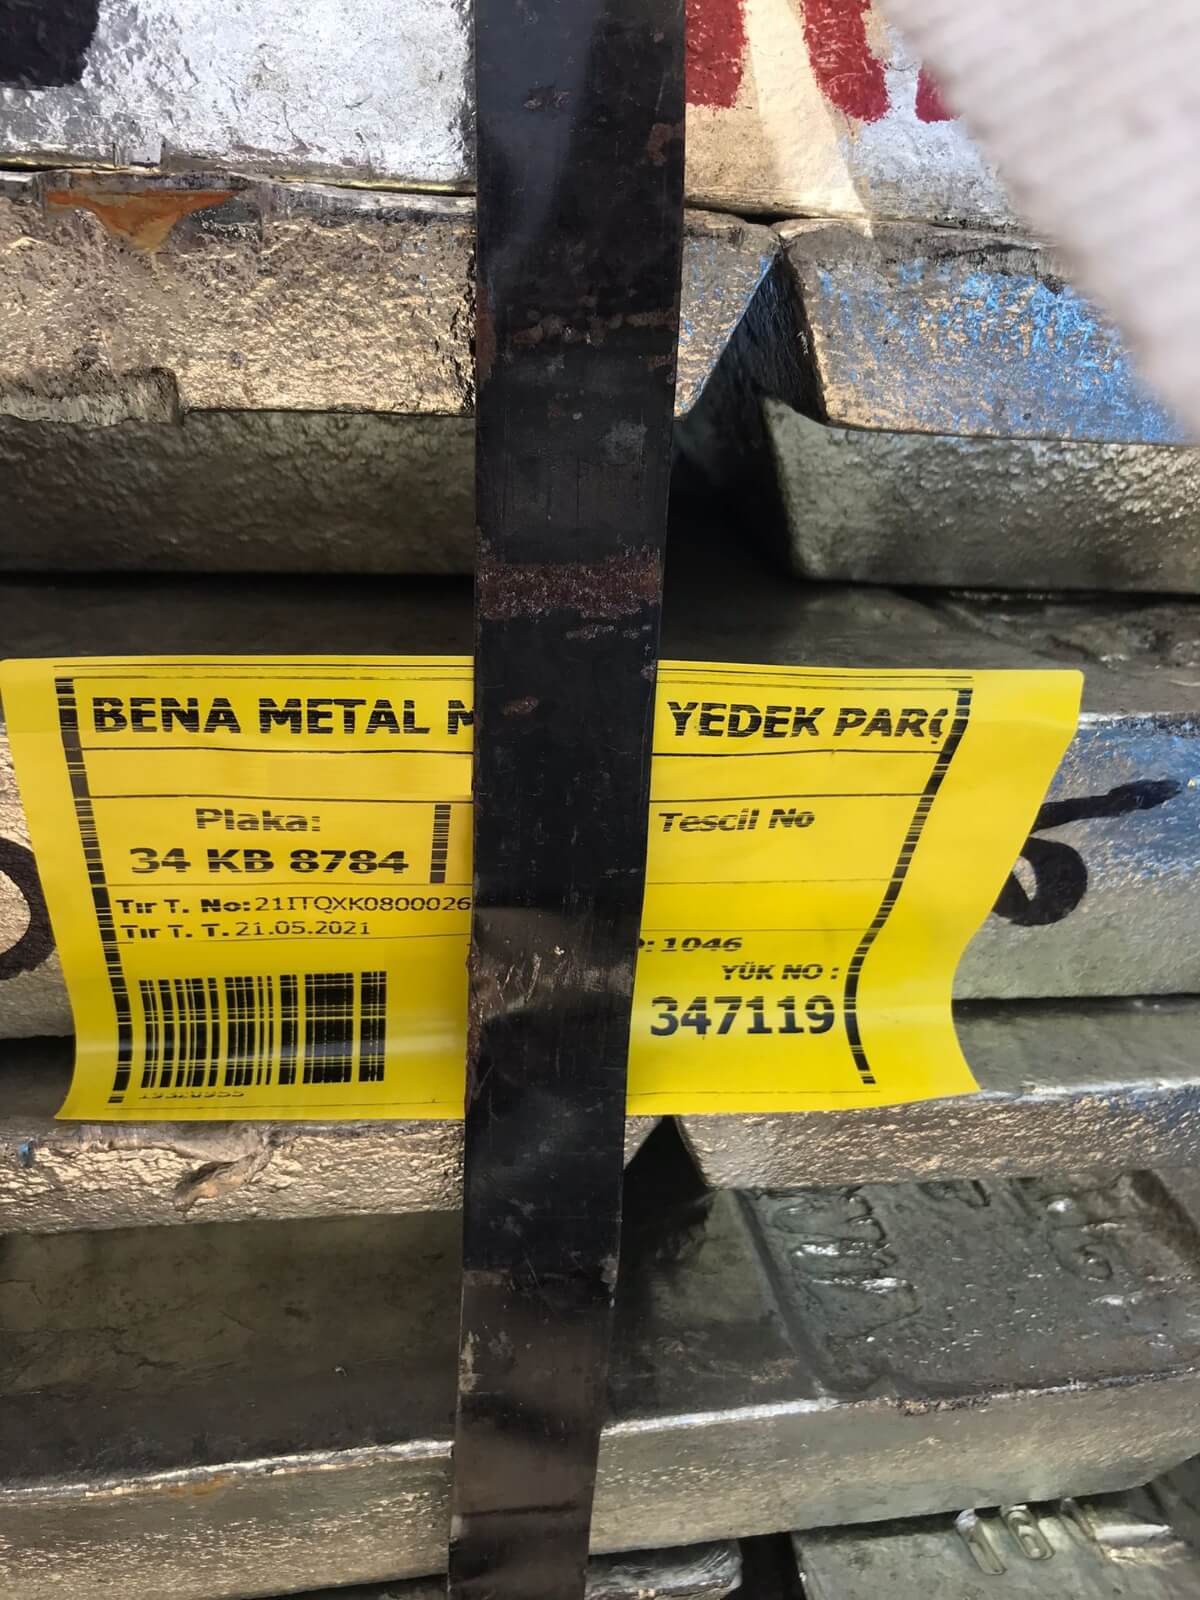 BENA METAL M YEDEK PARÇ
Plaka:
Tescil No
34 KB 8784
Tır T. No:21ITQXK0800026
Tır T. T.21.05.2021
: 1046
YÜK NO :
347119
161